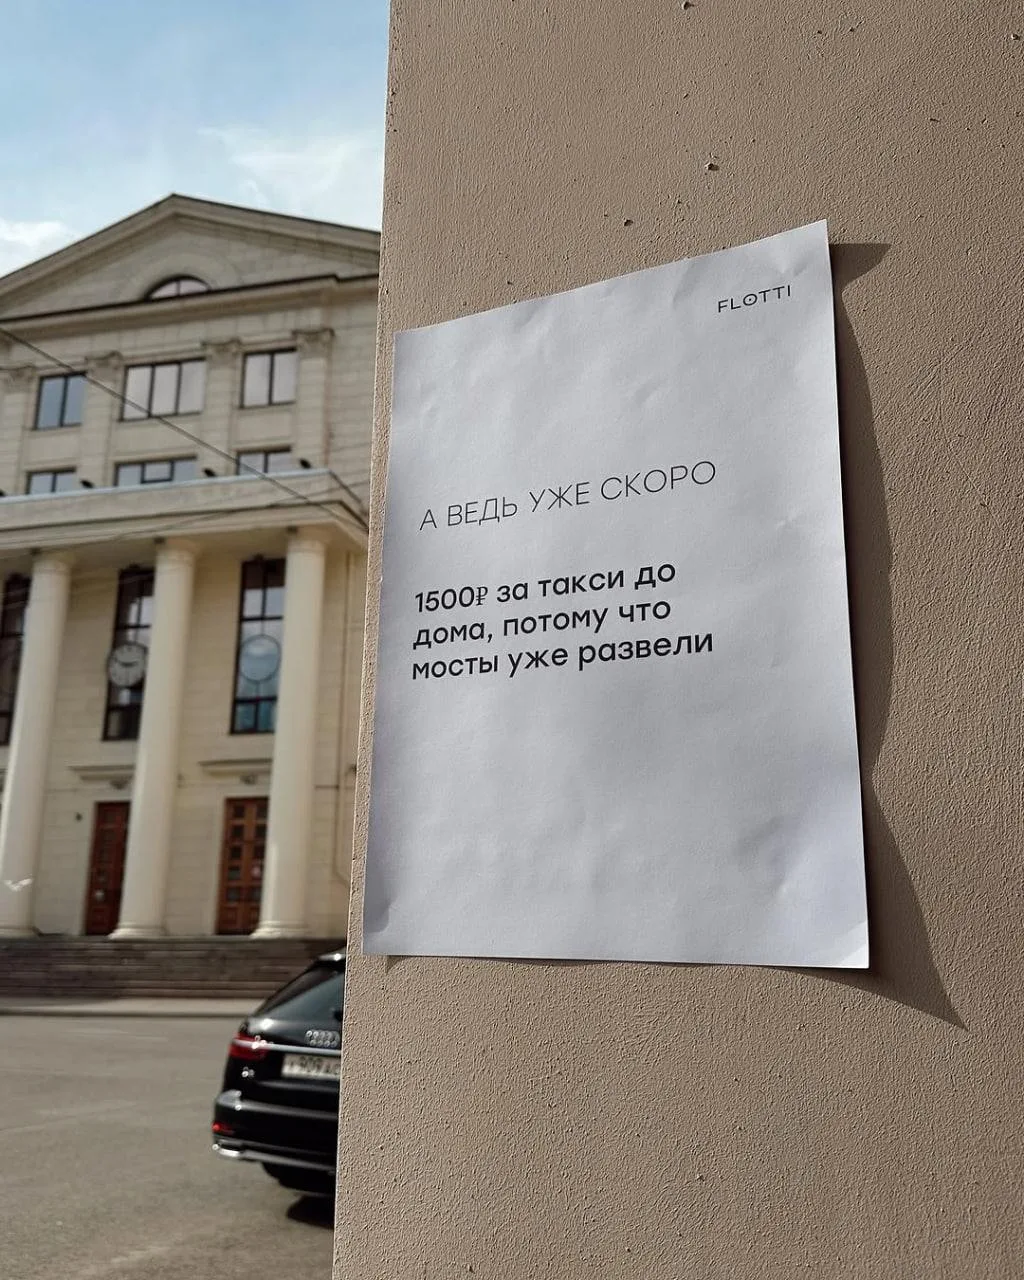 FLOTTI
А ВЕДЬ УЖЕ СКОРО
1500₽ за такси до
дома, потому что
мосты уже развели